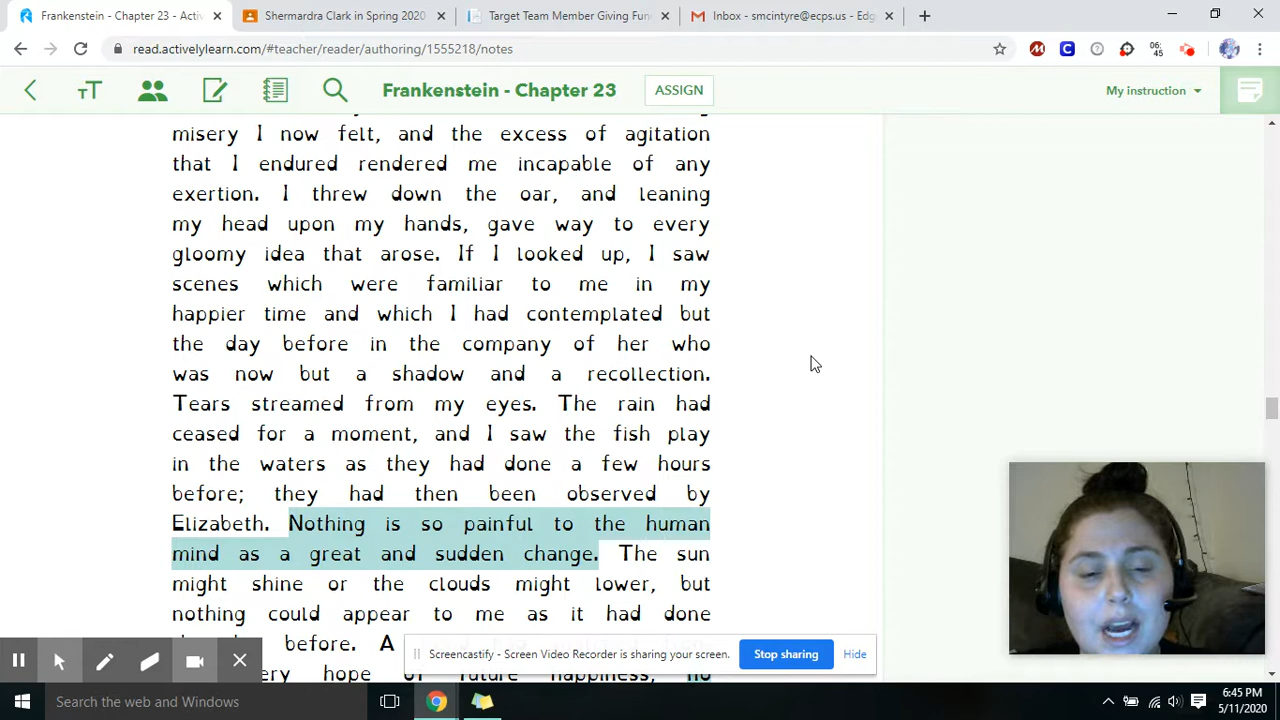 Frankenstein - Chapter 23 - Activ
Shermardra Clark in Spring 2020
Target Team Member Giving Fun
Inbox - smcintyre@ecps.us - Edg
read.activelylearn.com/#teacher/reader/authoring/1555218/notes
06:
45
TT
Frankenstein - Chapter 23
ASSIGN
My instruction
misery I now felt, and the excess of agitation
that I endured rendered me incapable of any
exertion. I threw down the oar, and leaning
my head upon my hands, gave way to every
gloomy idea that arose. If I looked up, I saw
scenes which were familiar to me in my
happier time and which I had contemplated but
the day before in the company of her who
was now but a shadow and a recollection.
Tears streamed from my eyes. The rain had
ceased for a moment, and I saw the fish play
in the waters as they had done a few hours
before; they had then been observed by
Elizabeth. Nothing is so painful to the human
mind as a great and sudden change. The sun
might shine or the clouds might lower, but
nothing could appear to me as it had done
before. A
very hope of future happiness; no
Screencastify - Screen Video Recorder is sharing your screen.
Stop sharing
Hide
Search the web and Windows
6:45 PM
5/11/2020